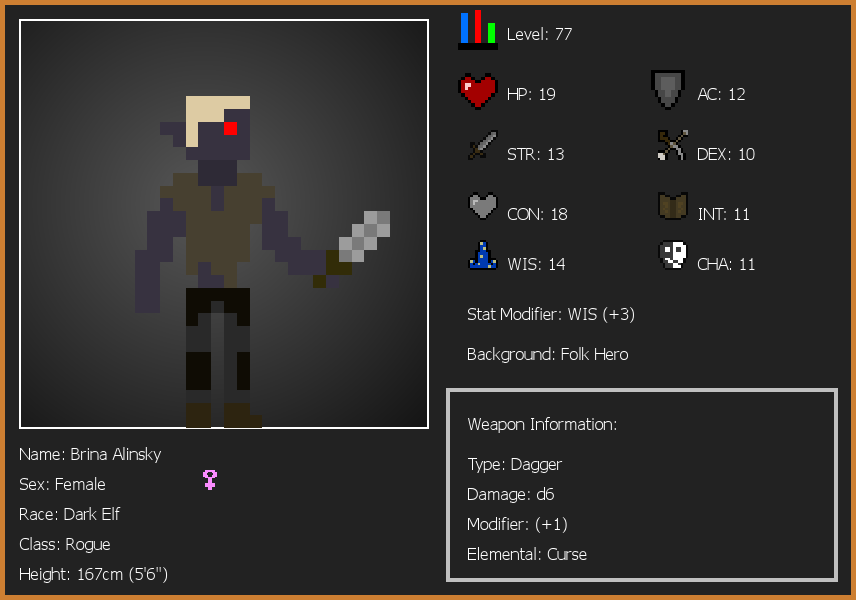 Level: 77
HP: 19
AC: 12
STR: 13
DEX: 10
CON: 18
INT: 11
WIS: 14
CHA: 11
Stat Modifier: WIS (+3)
Background: Folk Hero
Weapon Information:
Type: Dagger
Damage: d6
Modifier: (+1)
Elemental: Curse
Name: Brina Alinsky
Sex: Female
Race: Dark Elf
Class: Rogue
Height: 167cm (5'6")